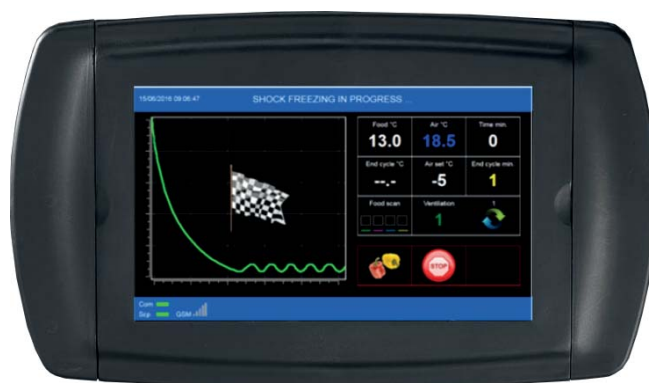 15/06/2016 09:06:47 SHOCK FREEZING IN PROGRESS ...
Food °C Air °C Time min.
13.0 18.5 0
End cycle °C Air set °C End cycle min.
--.- -5 1
Food scan Ventilation 1
1
STOP
Com
Scp GSM